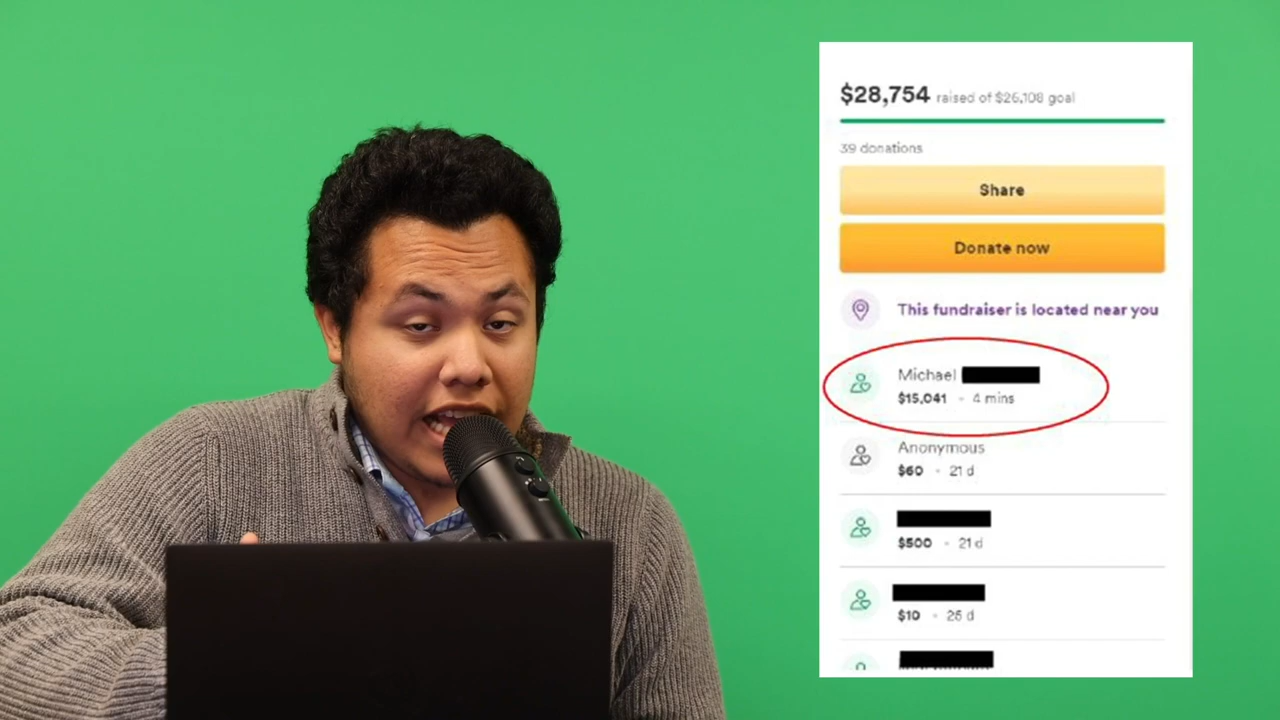 $28,754 raised of $26,108 goal
39 donations
Share
Donate now
This fundraiser is located near you
Michael
$15,041 • 4 mins
Anonymous
$60 • 21 d
$500 • 21 d
$10 • 25 d